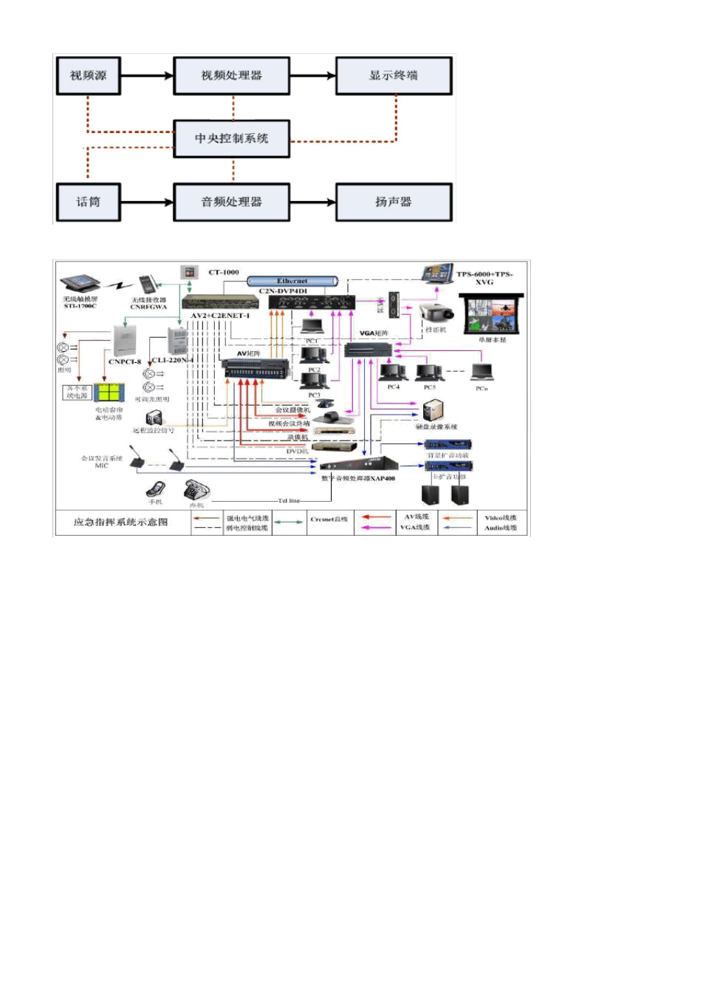 视频源
视频处理器
显示终端
中央控制系统
话筒
音频处理器
扬声器
CT-1000
Ethernet
C2N-DVP4DI
TPS-6000+TPS-
XVG
无线触摸屏
STI-1700C
无线接收器
CNRFGWA
AV2+C2ENET-1
投影机
单屏多显
PC1
VGA矩阵
CNPCI-8
CLI-220N-4
AV矩阵
PC2
照明
PC3
PC4
PC5
PCn
各个系
统电源
电动窗帘
&电动幕
可调光照明
会议摄像机
视频会议终端
远程监控信号
录像机
硬盘录像系统
DVD机
会议发言系统
MIC
背景扩音功放
主扩音功放
数字音频处理器XAP400
手机
座机
Tel line
应急指挥系统示意图
强电电气线缆
弱电控制线缆
Cresnet总线
AV线缆
VGA线缆
Video线缆
Audio线缆